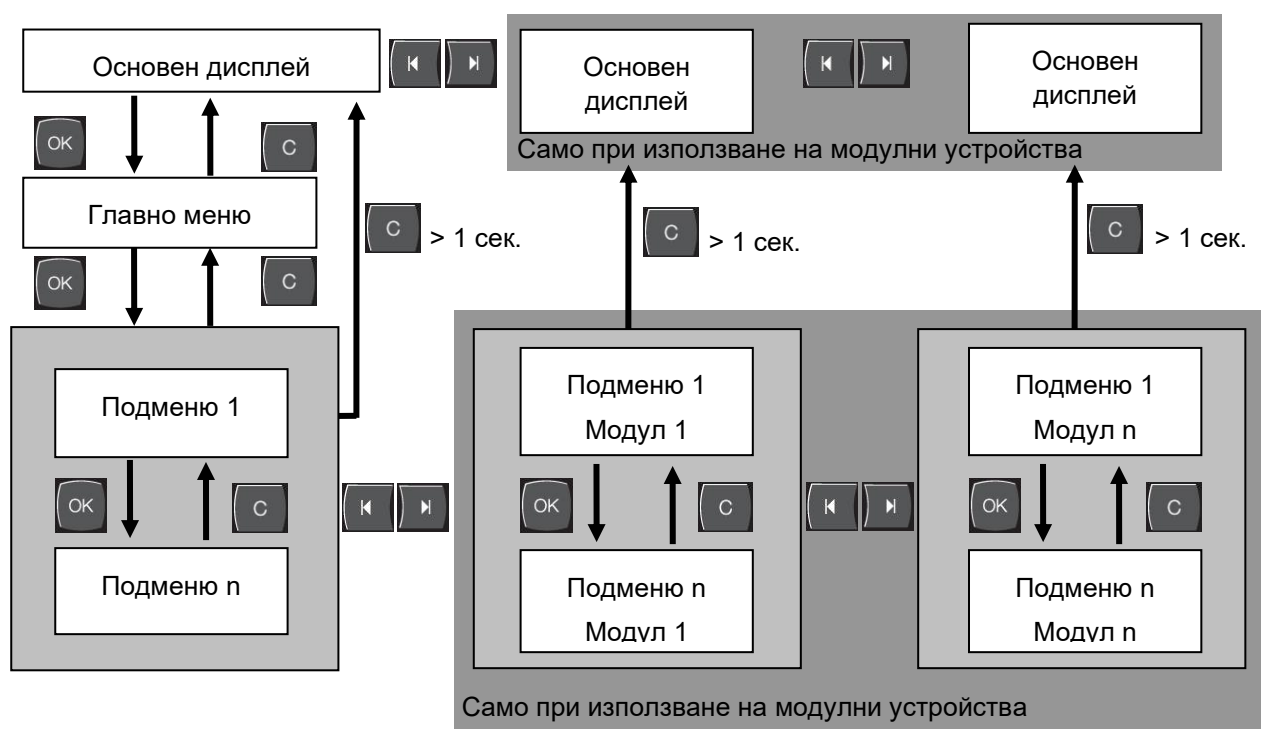 Основен дисплей
Основен
дисплей
Основен
дисплей
Само при използване на модулни устройства
OK
C
Главно меню
C
> 1 сек.
C
> 1 сек.
C
> 1 сек.
OK
C
Подменю 1
OK
C
Подменю n
Подменю 1
Модул 1
OK
C
Подменю n
Модул 1
Подменю 1
Модул n
OK
C
Подменю n
Модул n
Само при използване на модулни устройства